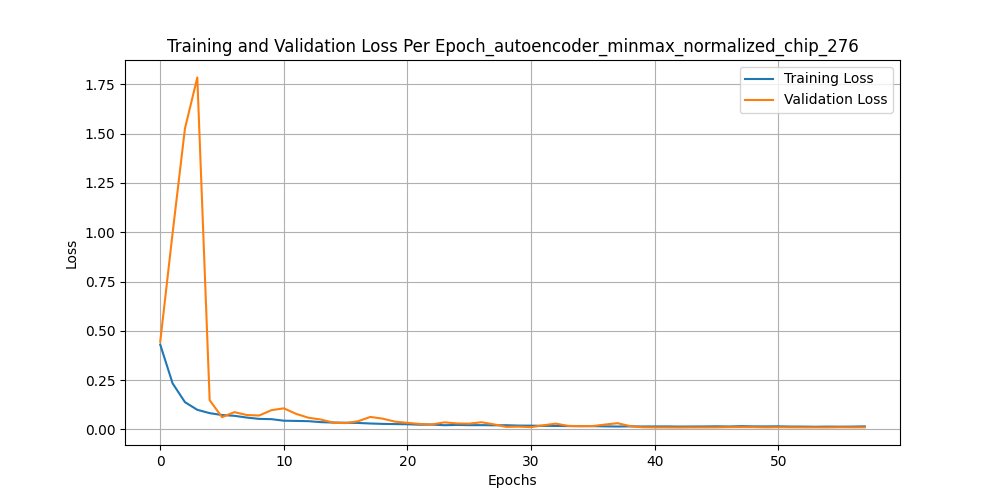 Training and Validation Loss Per Epoch_autoencoder_minmax_normalized_chip_276
Training Loss
Validation Loss
1.75
1.50
1.25
1.00
0.75
0.50
0.25
0.00
Loss
0 10 20 30 40 50
Epochs